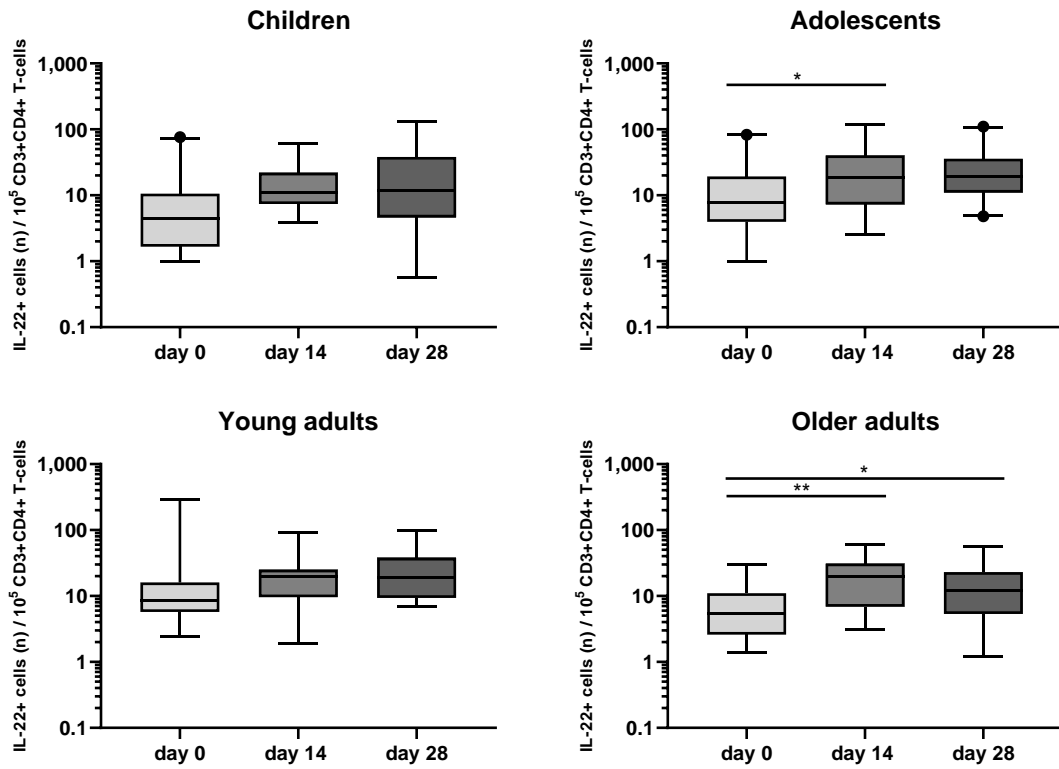 Children
IL-22+ cells (n) / 10⁵ CD3+CD4+ T-cells
1,000
100
10
1
0.1
day 0 day 14 day 28
Adolescents
IL-22+ cells (n) / 10⁵ CD3+CD4+ T-cells
1,000
100
10
1
0.1
*
day 0 day 14 day 28
Young adults
IL-22+ cells (n) / 10⁵ CD3+CD4+ T-cells
1,000
100
10
1
0.1
day 0 day 14 day 28
Older adults
IL-22+ cells (n) / 10⁵ CD3+CD4+ T-cells
1,000
100
10
1
0.1
*
**
day 0 day 14 day 28